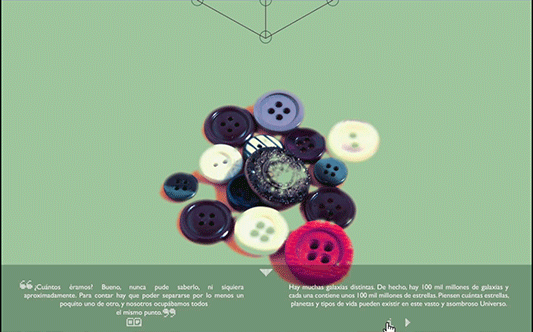 “¿Cuántos éramos? Bueno, nunca pude saberlo, ni siquiera
aproximadamente. Para contar hay que poder separarse por lo menos un
poquito uno de otro, y nosotros ocupábamos todos
el mismo punto.”
Hay muchas galaxias distintas. De hecho, hay 100 mil millones de galaxias y
cada una contiene unos 100 mil millones de estrellas. Piensen cuántas estrellas,
planetas y tipos de vida pueden existir en este vasto y asombroso Universo.